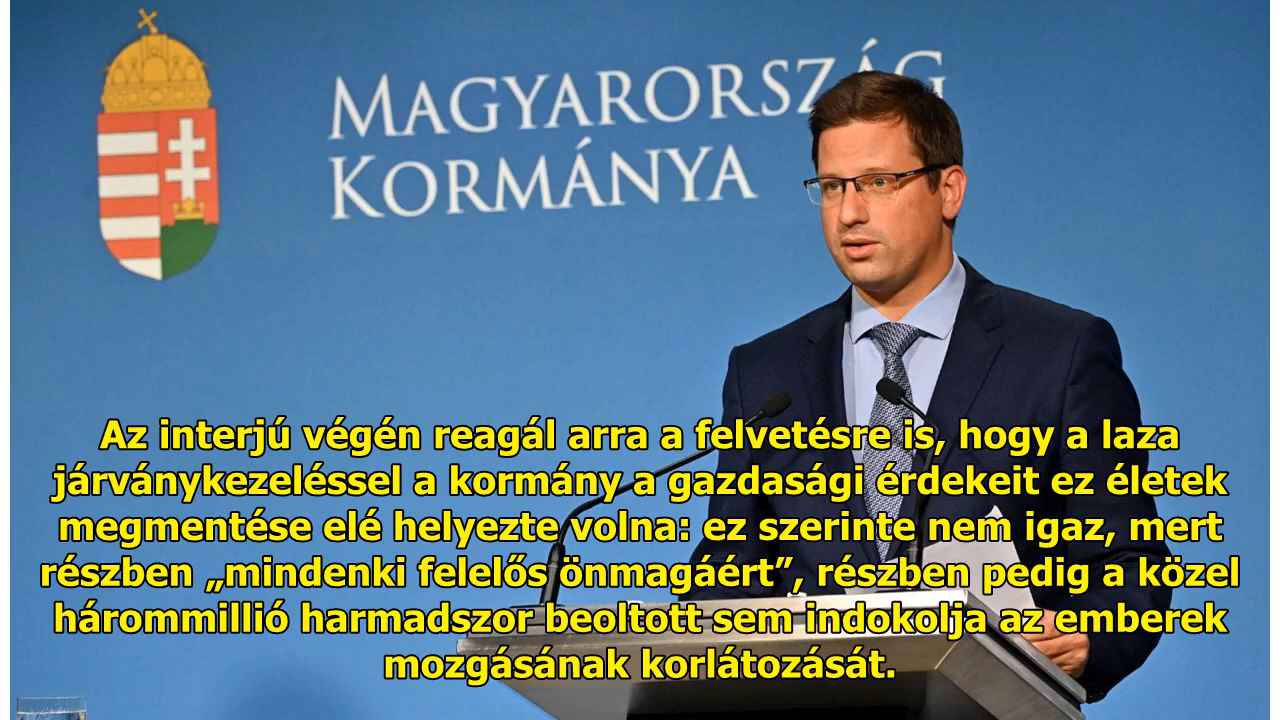 MAGYARORSZÁG
KORMÁNYA
Az interjú végén reagál arra a felvetésre is, hogy a laza
járványkezeléssel a kormány a gazdasági érdekeit ez életek
megmentése elé helyezte volna: ez szerinte nem igaz, mert
részben „mindenki felelős önmagáért”, részben pedig a közel
hárommillió harmadszor beoltott sem indokolja az emberek
mozgásának korlátozását.